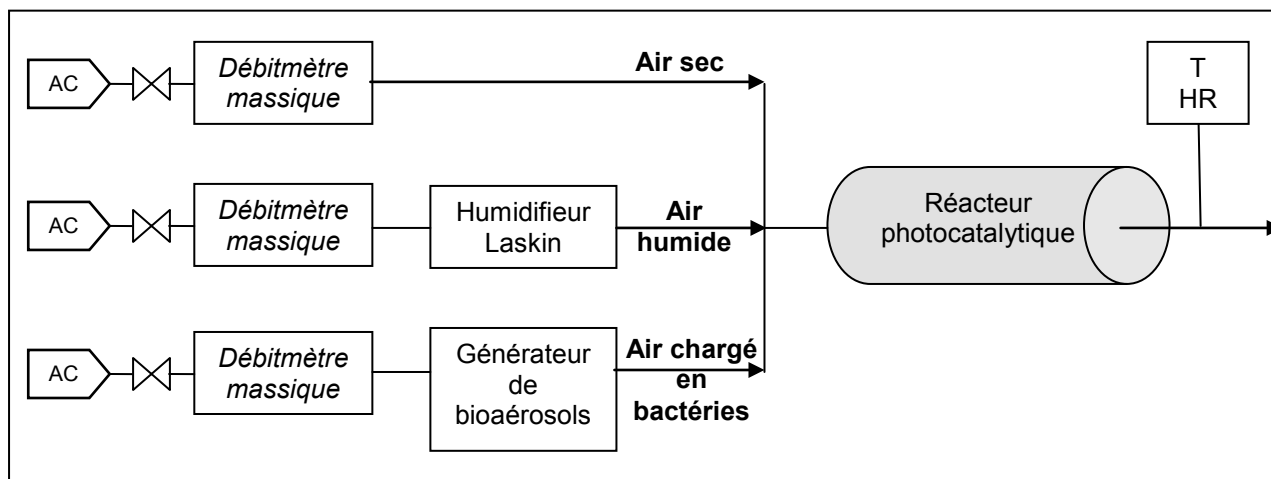 AC
Débitmètre
massique
Air sec
T
HR
AC
Débitmètre
massique
Humidifieur
Laskin
Air
humide
Réacteur
photocatalytique
AC
Débitmètre
massique
Générateur
de
bioaérosols
Air chargé
en
bactéries